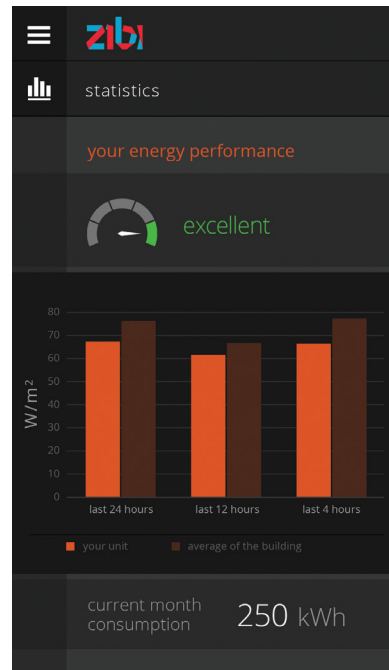 zibi
statistics
your energy performance
excellent
80
70
60
50
40
30
20
10
0
W/m²
last 24 hours last 12 hours last 4 hours
your unit average of the building
current month
consumption
250 kWh